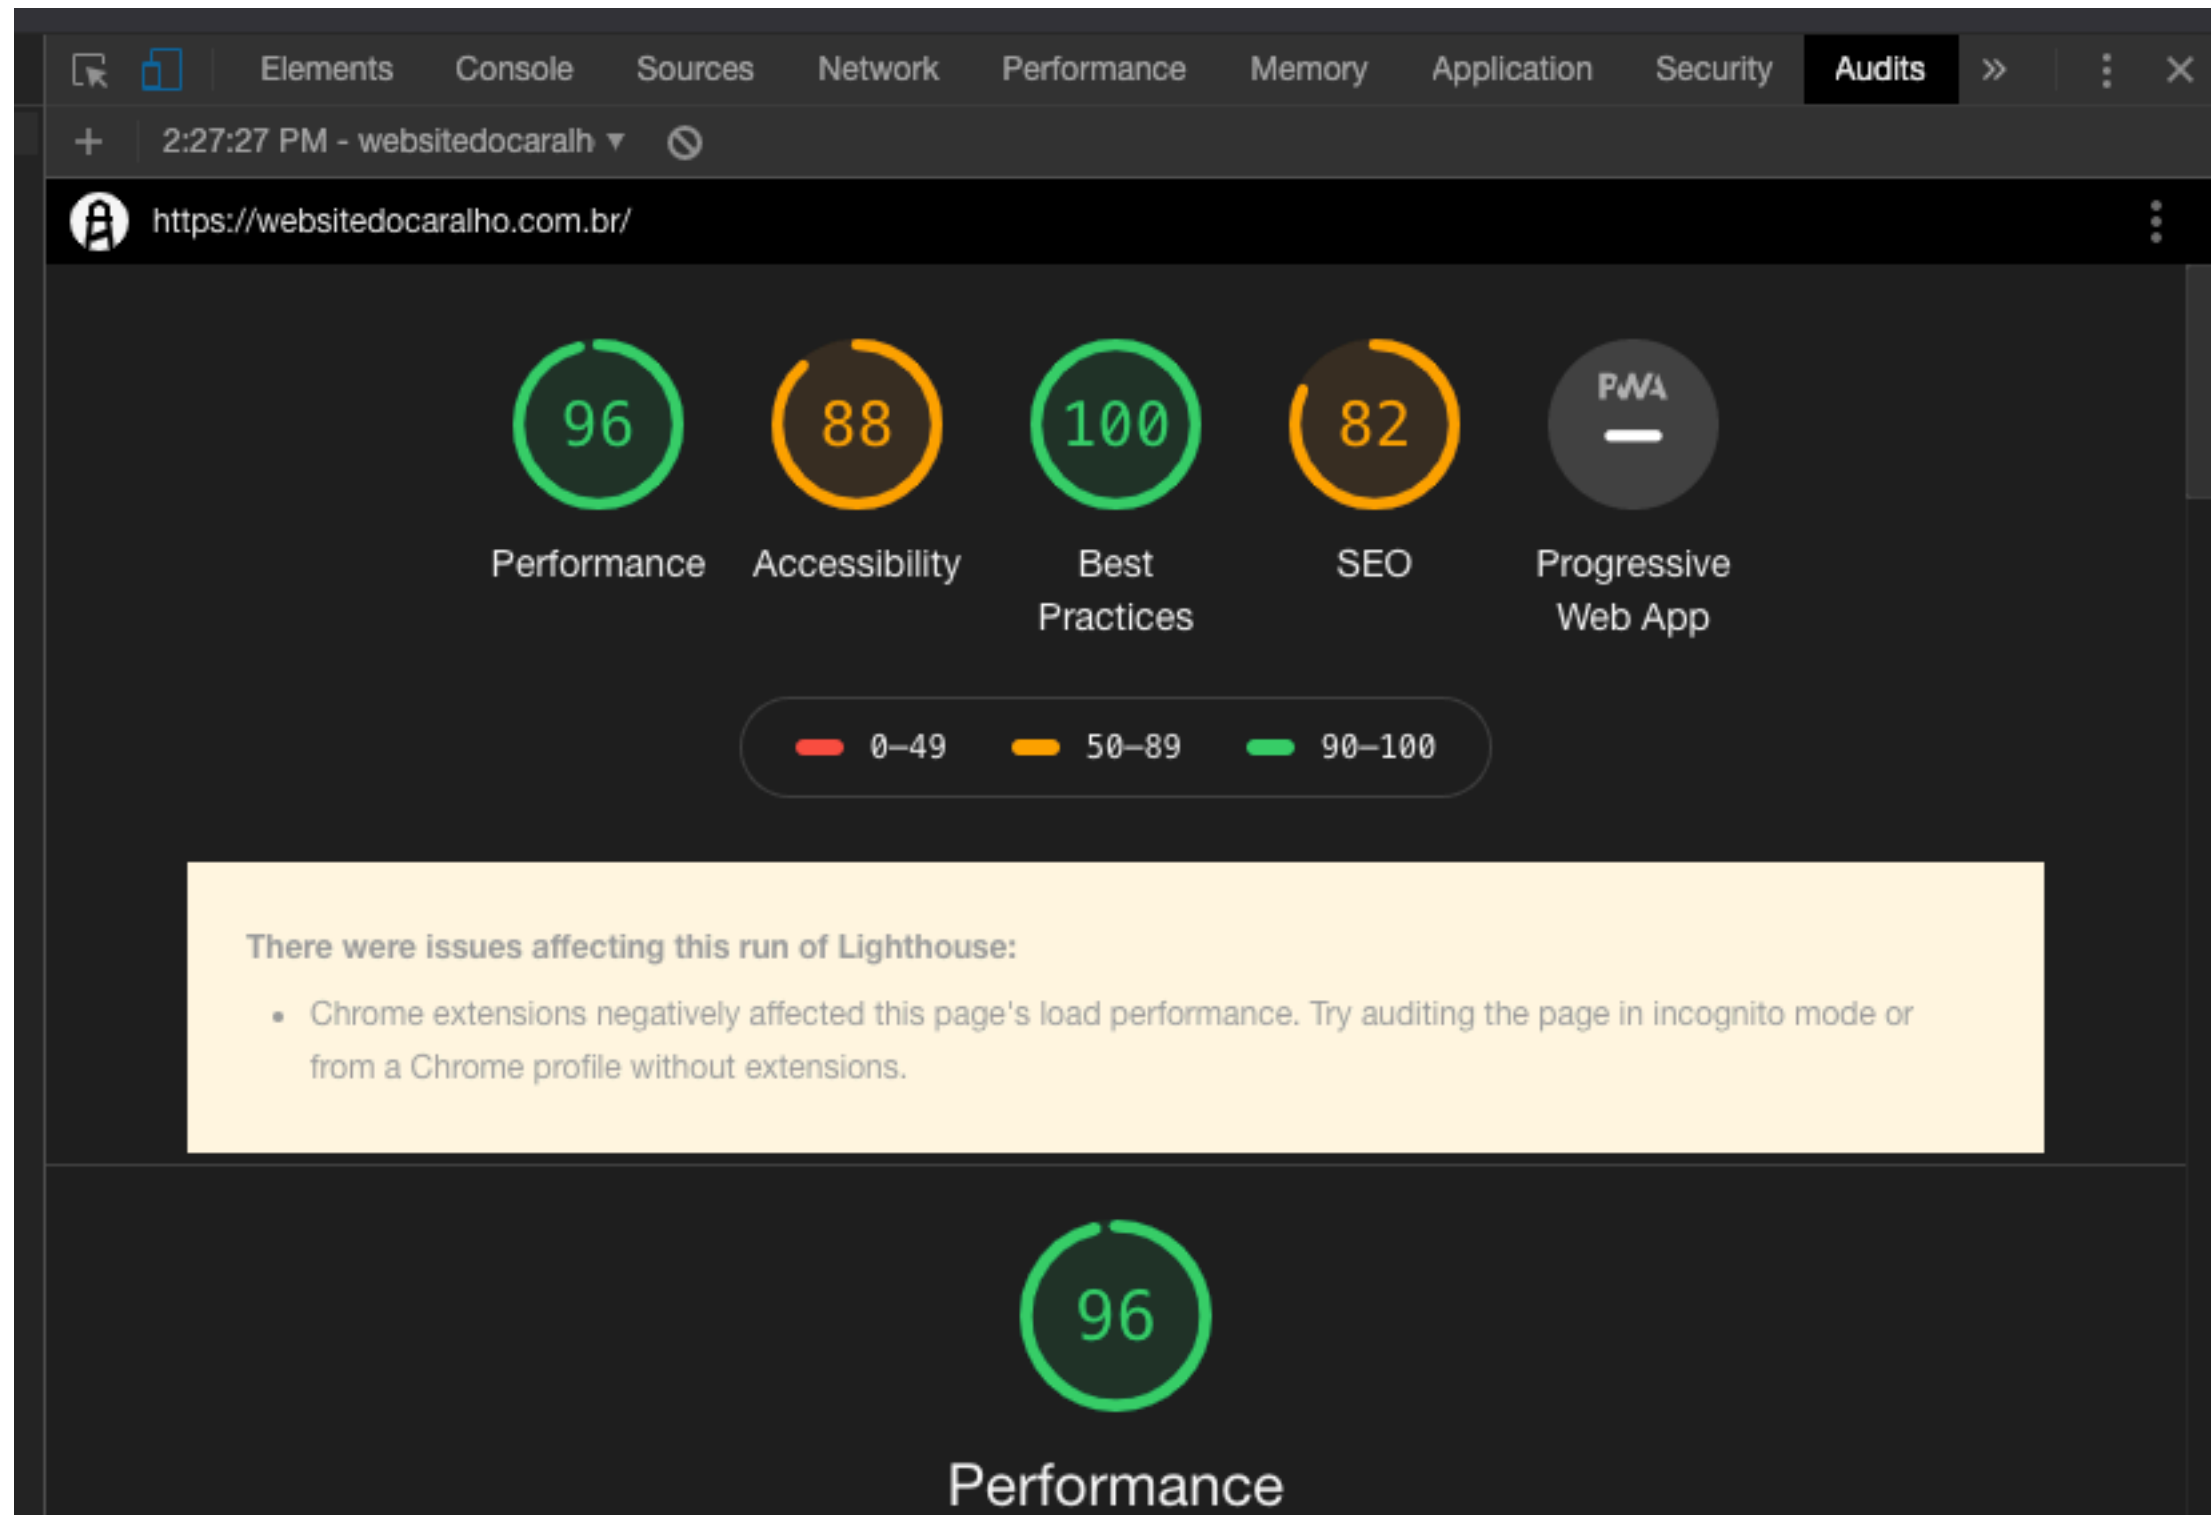 Elements Console Sources Network Performance Memory Application Security Audits »
+ 2:27:27 PM - websitedocaralh ▼
https://websitedocaralho.com.br/
96 88 100 82 PWA
Performance Accessibility Best Practices SEO Progressive Web App
0–49 50–89 90–100
There were issues affecting this run of Lighthouse:
• Chrome extensions negatively affected this page's load performance. Try auditing the page in incognito mode or
from a Chrome profile without extensions.
96
Performance